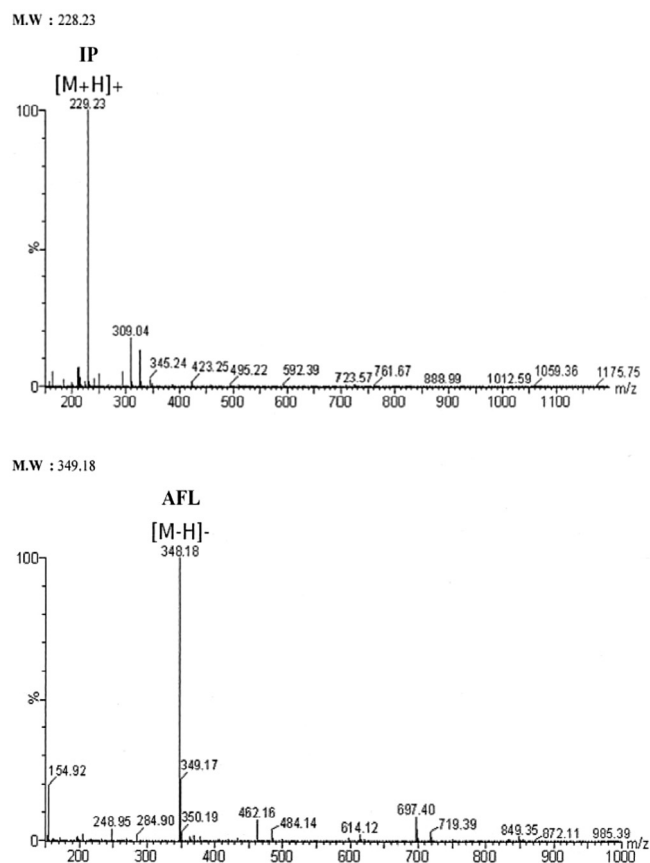 M.W : 228.23
IP
[M+H]+
229.23
100
%
309.04
345.24 423.25 495.22 592.39 723.57 761.67 888.99 1012.59 1059.36 1175.75
0
m/z
200 300 400 500 600 700 800 900 1000 1100
M.W : 349.18
AFL
[M-H]-
348.18
100
%
154.92
349.17
248.95 284.90 350.19 462.16 484.14 614.12 697.40 719.39 849.35 872.11 985.39
0
m/z
200 300 400 500 600 700 800 900 1000